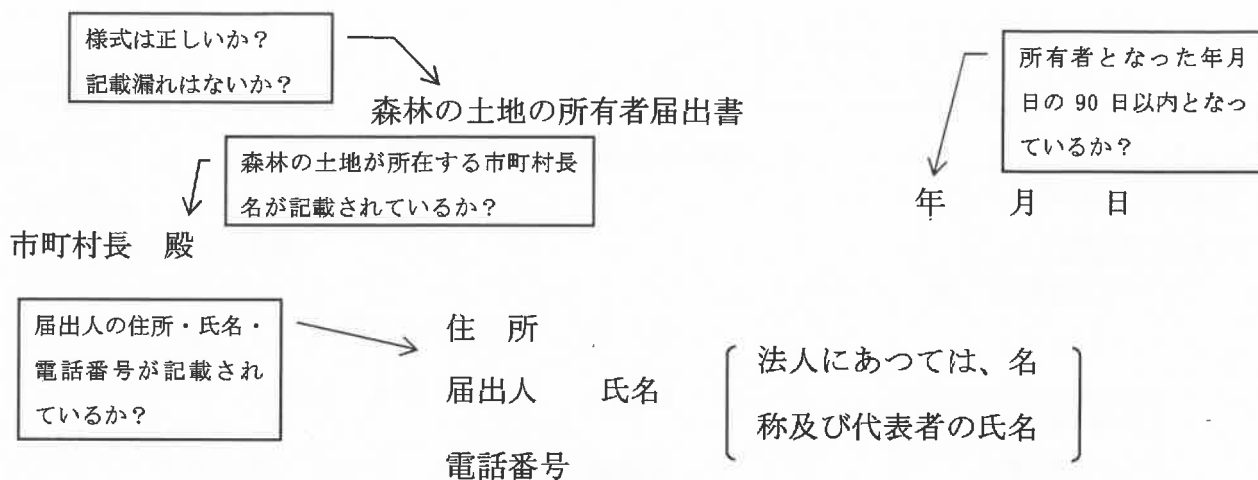 様式は正しいか？
記載漏れはないか？
所有者となった年月
日の 90 日以内となっ
ているか？
森林の土地の所有者届出書
森林の土地が所在する市町村長
名が記載されているか？
年　月　日
市町村長　殿
届出人の住所・氏名・
電話番号が記載され
ているか？
住　所
届出人　氏名
法人にあつては、名
称及び代表者の氏名
電話番号